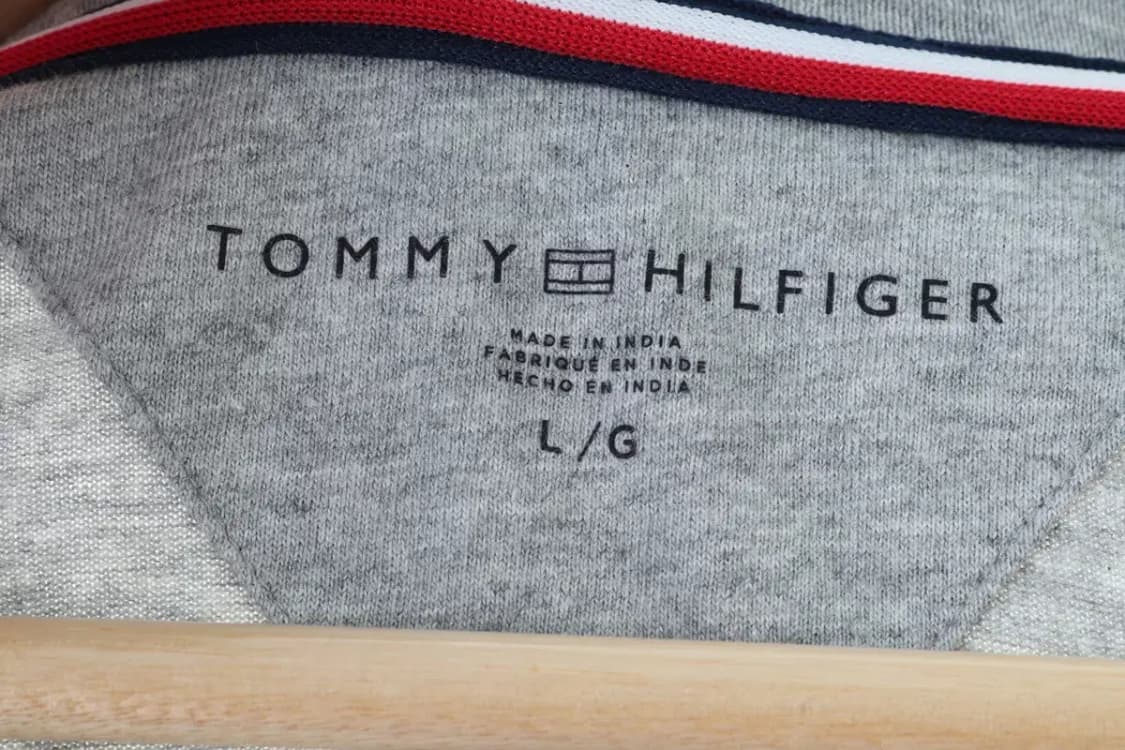 TOMMY HILFIGER
MADE IN INDIA
FABRIQUÉ EN INDE
HECHO EN INDIA
L/G